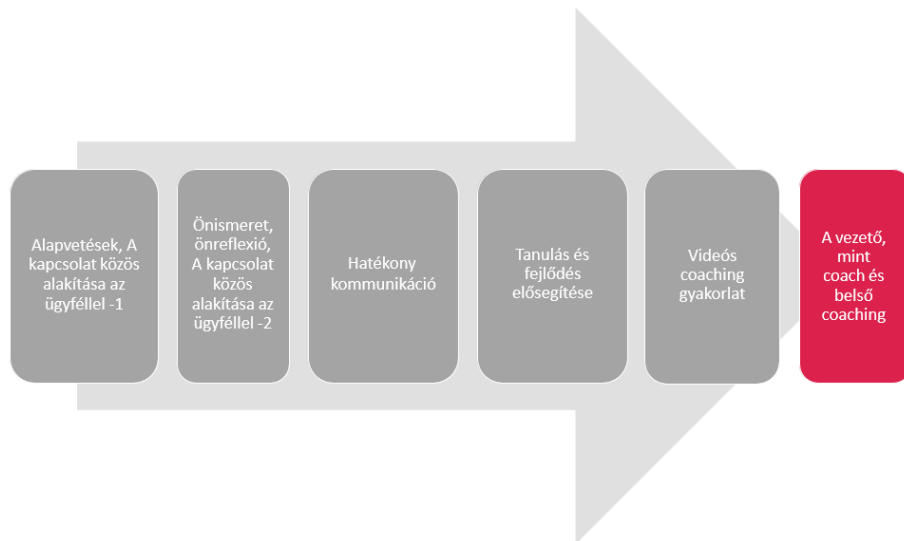 Alapvetések, A
kapcsolat közös
alakítása az
ügyféllel -1
Önismeret,
önreflexió,
A kapcsolat
közös
alakítása az
ügyféllel -2
Hatékony
kommunikáció
Tanulás és
fejlődés
elősegítése
Videós
coaching
gyakorlat
A vezető,
mint
coach és
belső
coaching